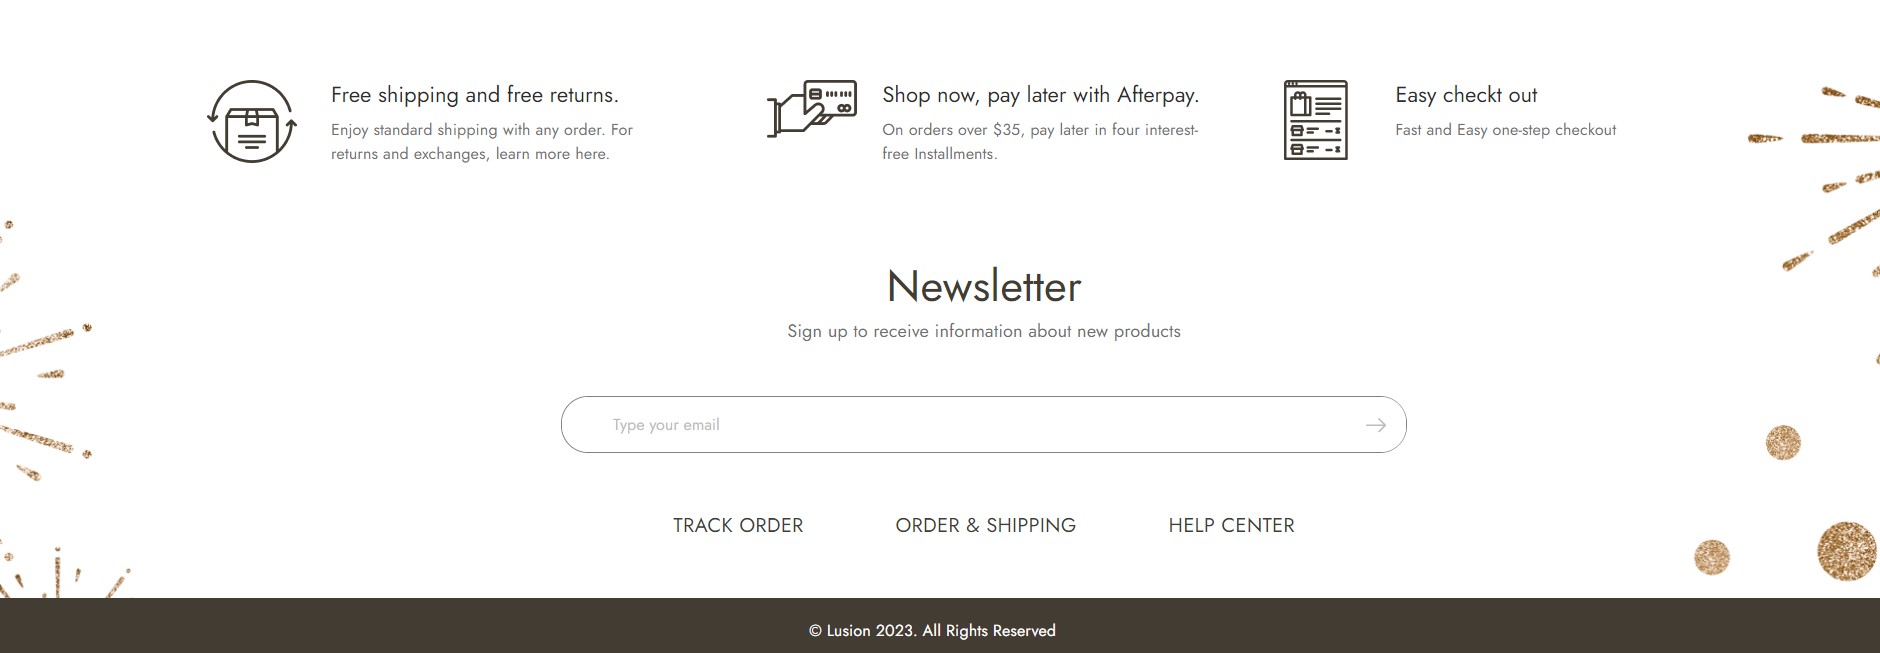 Free shipping and free returns.
Enjoy standard shipping with any order. For
returns and exchanges, learn more here.
Shop now, pay later with Afterpay.
On orders over $35, pay later in four interest-
free Installments.
Easy checkt out
Fast and Easy one-step checkout
Newsletter
Sign up to receive information about new products
Type your email
TRACK ORDER
ORDER & SHIPPING
HELP CENTER
© Lusion 2023. All Rights Reserved